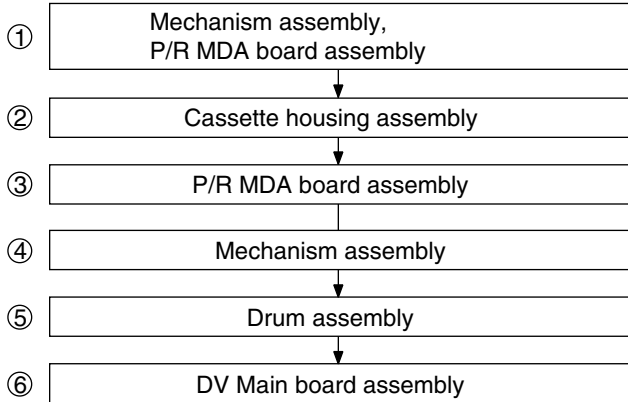 ① Mechanism assembly,
P/R MDA board assembly
② Cassette housing assembly
③ P/R MDA board assembly
④ Mechanism assembly
⑤ Drum assembly
⑥ DV Main board assembly